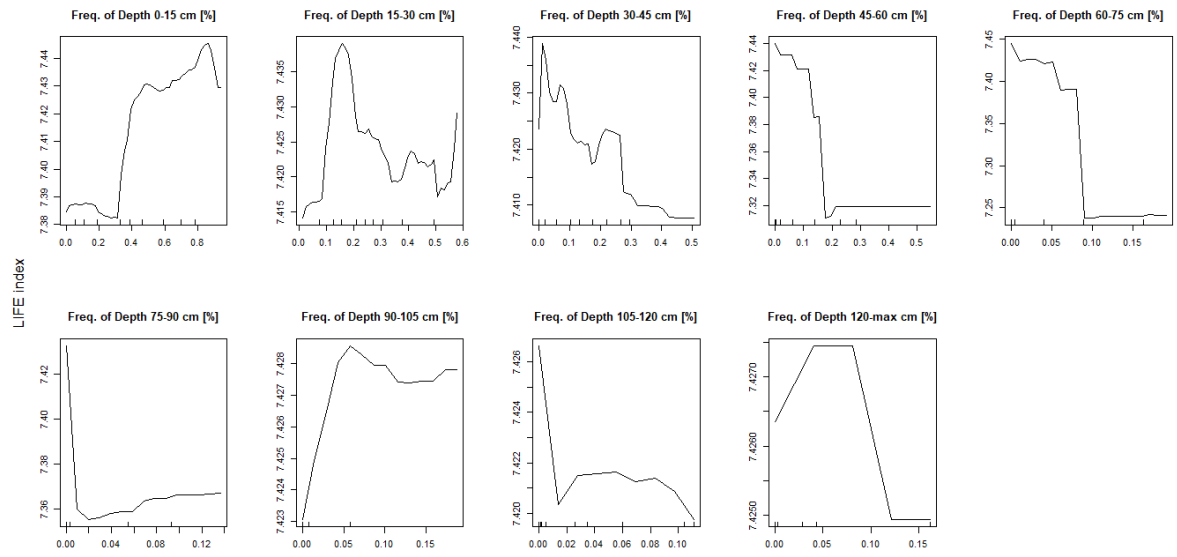 LIFE index
Freq. of Depth 0-15 cm [%]
7.44
7.43
7.42
7.41
7.40
7.39
7.38
0.0 0.2 0.4 0.6 0.8
Freq. of Depth 15-30 cm [%]
7.435
7.430
7.425
7.420
7.415
0.0 0.1 0.2 0.3 0.4 0.5 0.6
Freq. of Depth 30-45 cm [%]
7.440
7.430
7.420
7.410
0.0 0.1 0.2 0.3 0.4 0.5
Freq. of Depth 45-60 cm [%]
7.44
7.42
7.40
7.38
7.36
7.34
7.32
0.0 0.1 0.2 0.3 0.4 0.5
Freq. of Depth 60-75 cm [%]
7.45
7.40
7.35
7.30
7.25
0.00 0.05 0.15
Freq. of Depth 75-90 cm [%]
7.42
7.40
7.38
7.36
0.00 0.04 0.08 0.12
Freq. of Depth 90-105 cm [%]
7.428
7.427
7.426
7.425
7.424
7.423
0.00 0.05 0.10 0.15
Freq. of Depth 105-120 cm [%]
7.426
7.424
7.422
7.420
0.00 0.02 0.04 0.06 0.08 0.10
Freq. of Depth 120-max cm [%]
7.4270
7.4260
7.4250
0.00 0.05 0.10 0.15